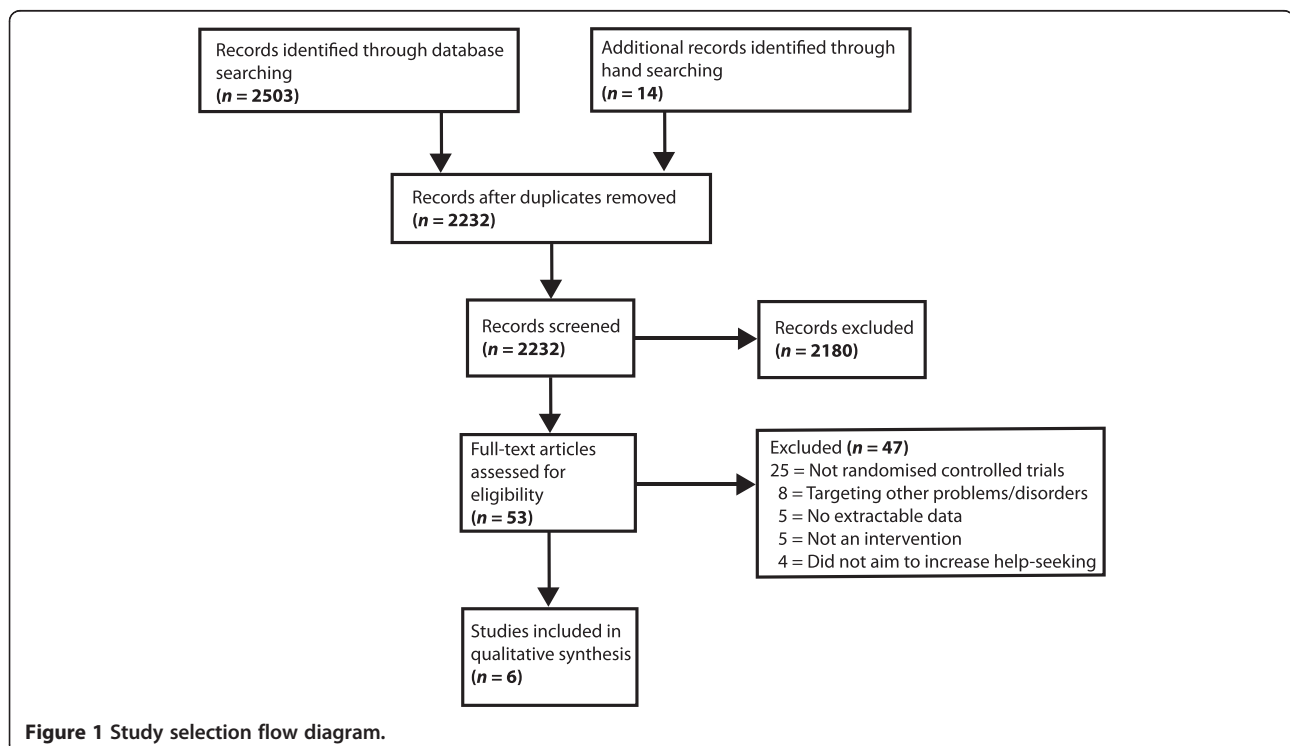 Records identified through database
searching
(n = 2503)
Additional records identified through
hand searching
(n = 14)
Records after duplicates removed
(n = 2232)
Records screened
(n = 2232)
Records excluded
(n = 2180)
Full-text articles
assessed for
eligibility
(n = 53)
Excluded (n = 47)
25 = Not randomised controlled trials
8 = Targeting other problems/disorders
5 = No extractable data
5 = Not an intervention
4 = Did not aim to increase help-seeking
Studies included in
qualitative synthesis
(n = 6)
Figure 1 Study selection flow diagram.